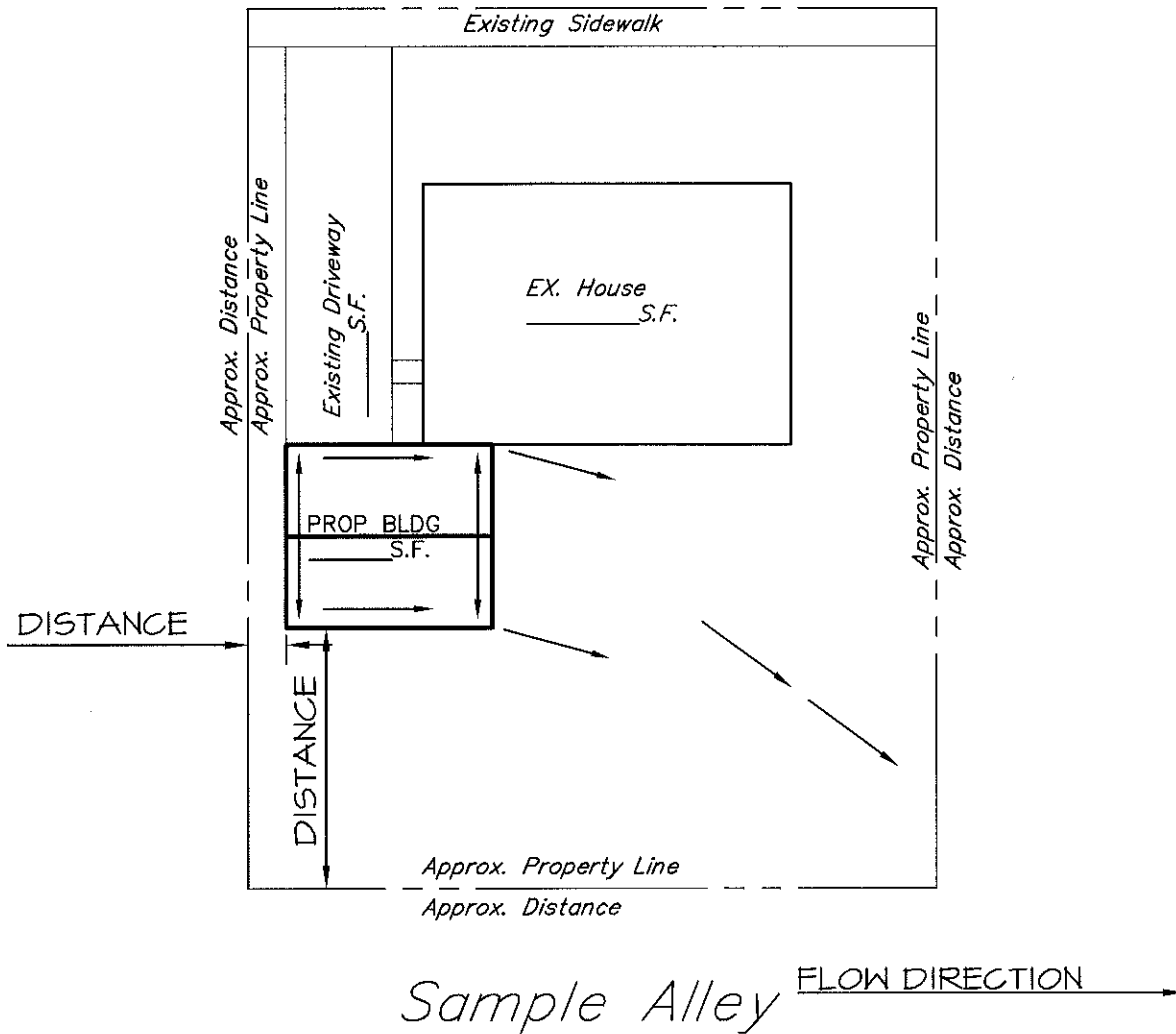 Existing Sidewalk
Approx. Distance
Approx. Property Line
Existing Driveway
S.F.
EX. House
S.F.
Approx. Property Line
Approx. Distance
PROP BLDG
S.F.
DISTANCE
DISTANCE
Approx. Property Line
Approx. Distance
Sample Alley
FLOW DIRECTION